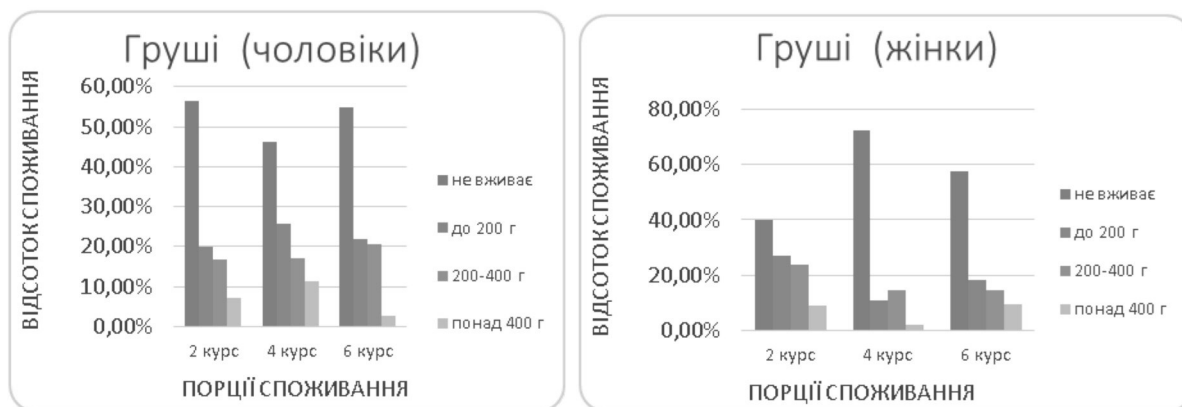 Груші (чоловіки)
ВІДСОТОК СПОЖИВАННЯ
60,00%
50,00%
40,00%
30,00%
20,00%
10,00%
0,00%
2 курс 4 курс 6 курс
ПОРЦІЇ СПОЖИВАННЯ
не вживає
до 200 г
200-400 г
понад 400 г
Груші (жінки)
ВІДСОТОК СПОЖИВАННЯ
80,00%
60,00%
40,00%
20,00%
0,00%
2 курс 4 курс 6 курс
ПОРЦІЇ СПОЖИВАННЯ
не вживає
до 200 г
200-400 г
понад 400 г